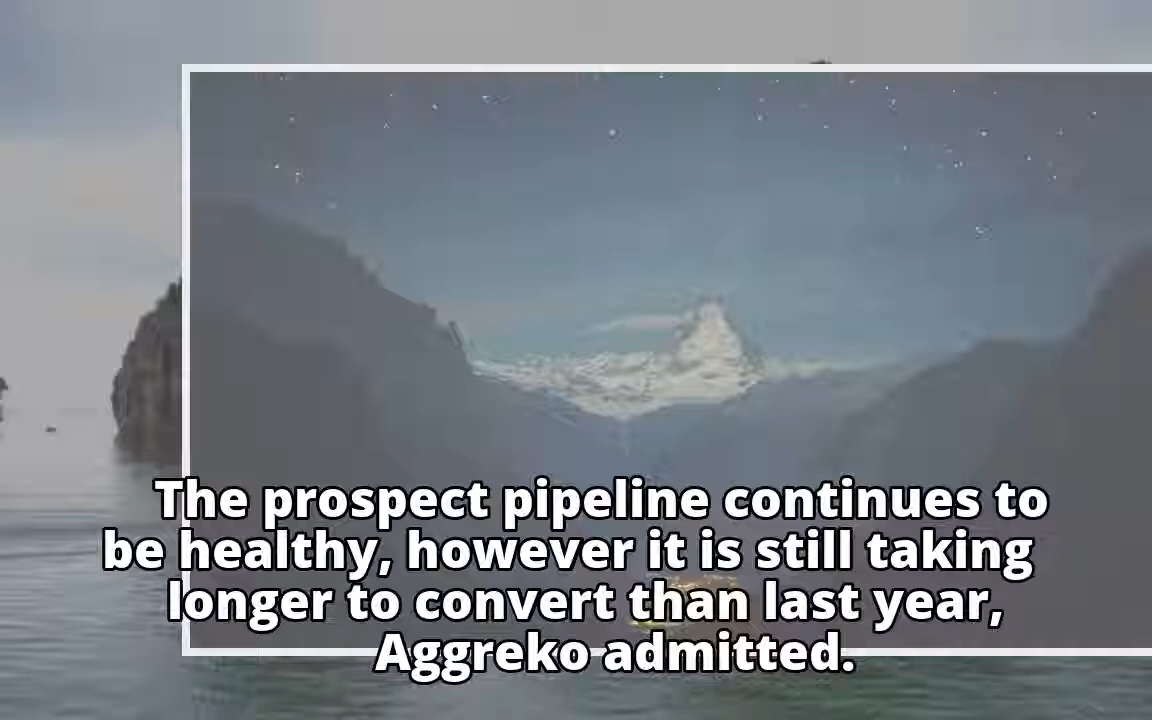 The prospect pipeline continues to
be healthy, however it is still taking
longer to convert than last year,
Aggreko admitted.